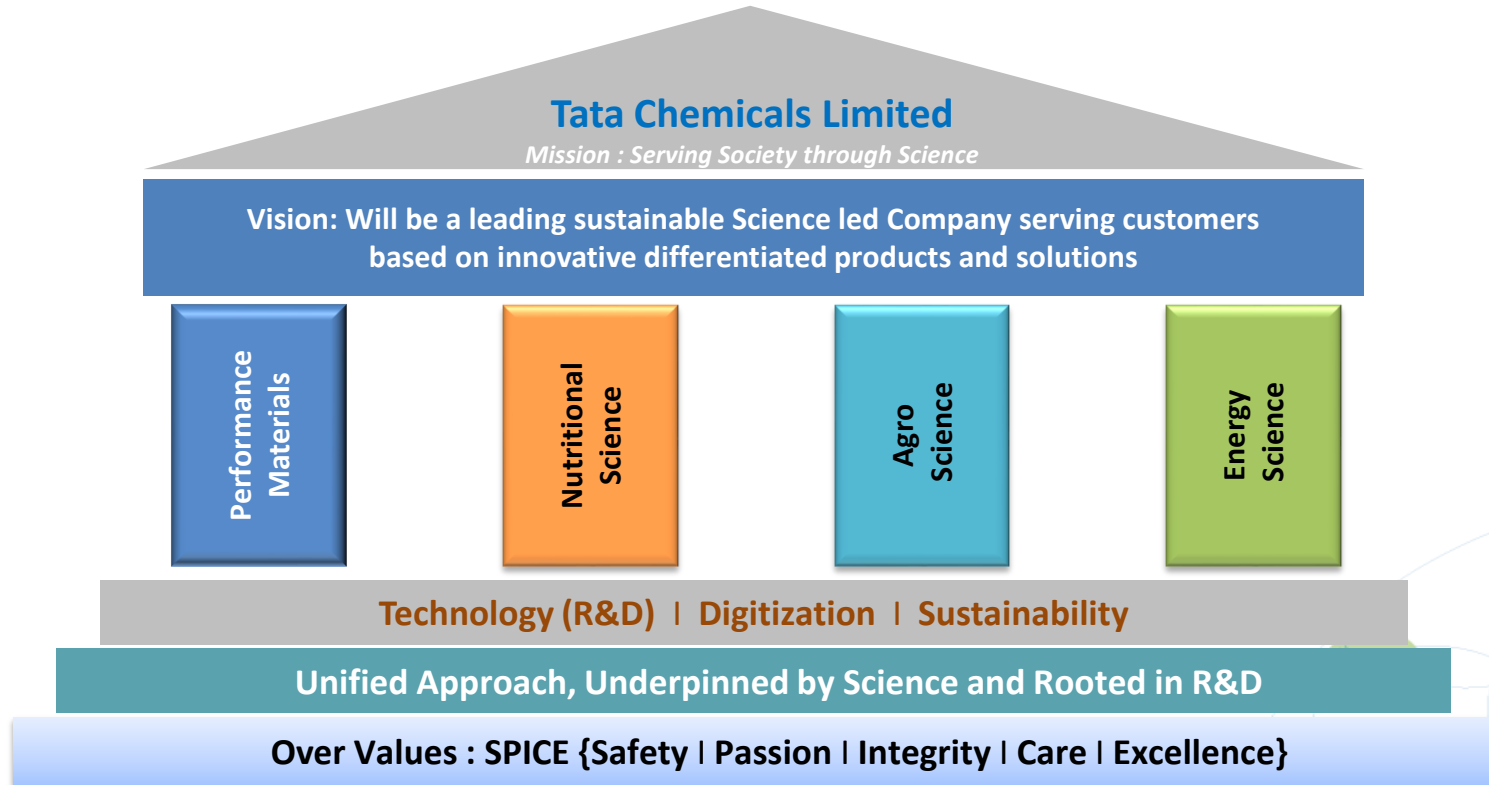 Tata Chemicals Limited
Mission : Serving Society through Science
Vision: Will be a leading sustainable Science led Company serving customers
based on innovative differentiated products and solutions
Performance
Materials
Nutritional
Science
Agro
Science
Energy
Science
Technology (R&D) I Digitization I Sustainability
Unified Approach, Underpinned by Science and Rooted in R&D
Over Values : SPICE {Safety I Passion I Integrity I Care I Excellence}